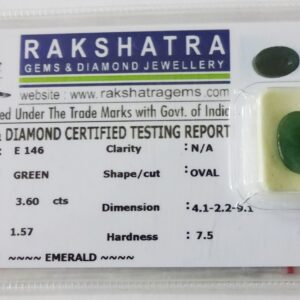 RAKSHATRA
GEMS & DIAMOND JEWELLERY
website : www.rakshatragems.com
ed Under The Trade Marks with Govt. of India
& DIAMOND CERTIFIED TESTING REPORT
: E 146 Clarity : N/A
GREEN Shape/cut : OVAL
3.60 cts Dimension : 4.1-2.2-9.1
1.57 Hardness : 7.5
~~~~ EMERALD ~~~~